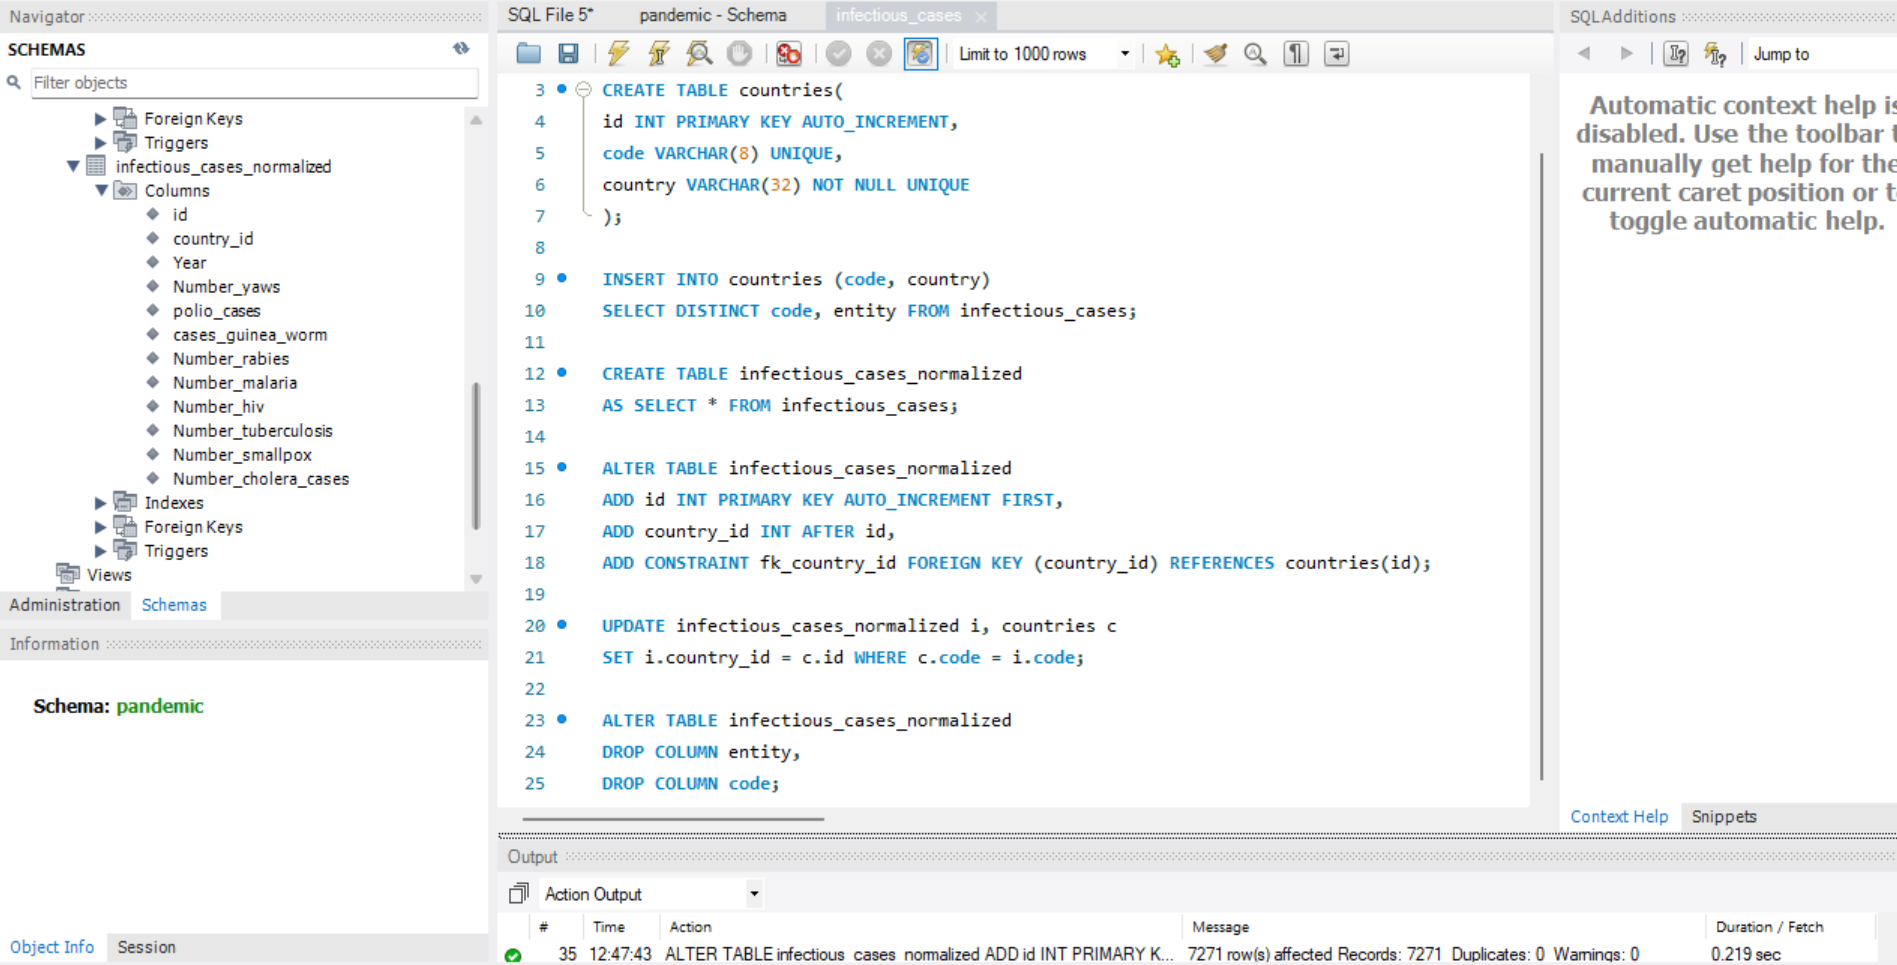 Navigator
SCHEMAS
Filter objects
Foreign Keys
Triggers
infectious_cases_normalized
Columns
id
country_id
Year
Number_yaws
polio_cases
cases_guinea_worm
Number_rabies
Number_malaria
Number_hiv
Number_tuberculosis
Number_smallpox
Number_cholera_cases
Indexes
Foreign Keys
Triggers
Views
Administration Schemas
Information
Schema: pandemic
Object Info Session
SQL File 5* pandemic - Schema infectious_cases
Limit to 1000 rows
3 CREATE TABLE countries(
4 id INT PRIMARY KEY AUTO_INCREMENT,
5 code VARCHAR(8) UNIQUE,
6 country VARCHAR(32) NOT NULL UNIQUE
7 );
8
9 INSERT INTO countries (code, country)
10 SELECT DISTINCT code, entity FROM infectious_cases;
11
12 CREATE TABLE infectious_cases_normalized
13 AS SELECT * FROM infectious_cases;
14
15 ALTER TABLE infectious_cases_normalized
16 ADD id INT PRIMARY KEY AUTO_INCREMENT FIRST,
17 ADD country_id INT AFTER id,
18 ADD CONSTRAINT fk_country_id FOREIGN KEY (country_id) REFERENCES countries(id);
19
20 UPDATE infectious_cases_normalized i, countries c
21 SET i.country_id = c.id WHERE c.code = i.code;
22
23 ALTER TABLE infectious_cases_normalized
24 DROP COLUMN entity,
25 DROP COLUMN code;
Output
Action Output
# Time Action Message Duration / Fetch
35 12:47:43 ALTER TABLE infectious_cases_normalized ADD id INT PRIMARY K... 7271 row(s) affected Records: 7271 Duplicates: 0 Warnings: 0 0.219 sec
SQLAdditions
Jump to
Automatic context help is
disabled. Use the toolbar t
manually get help for the
current caret position or t
toggle automatic help.
Context Help Snippets